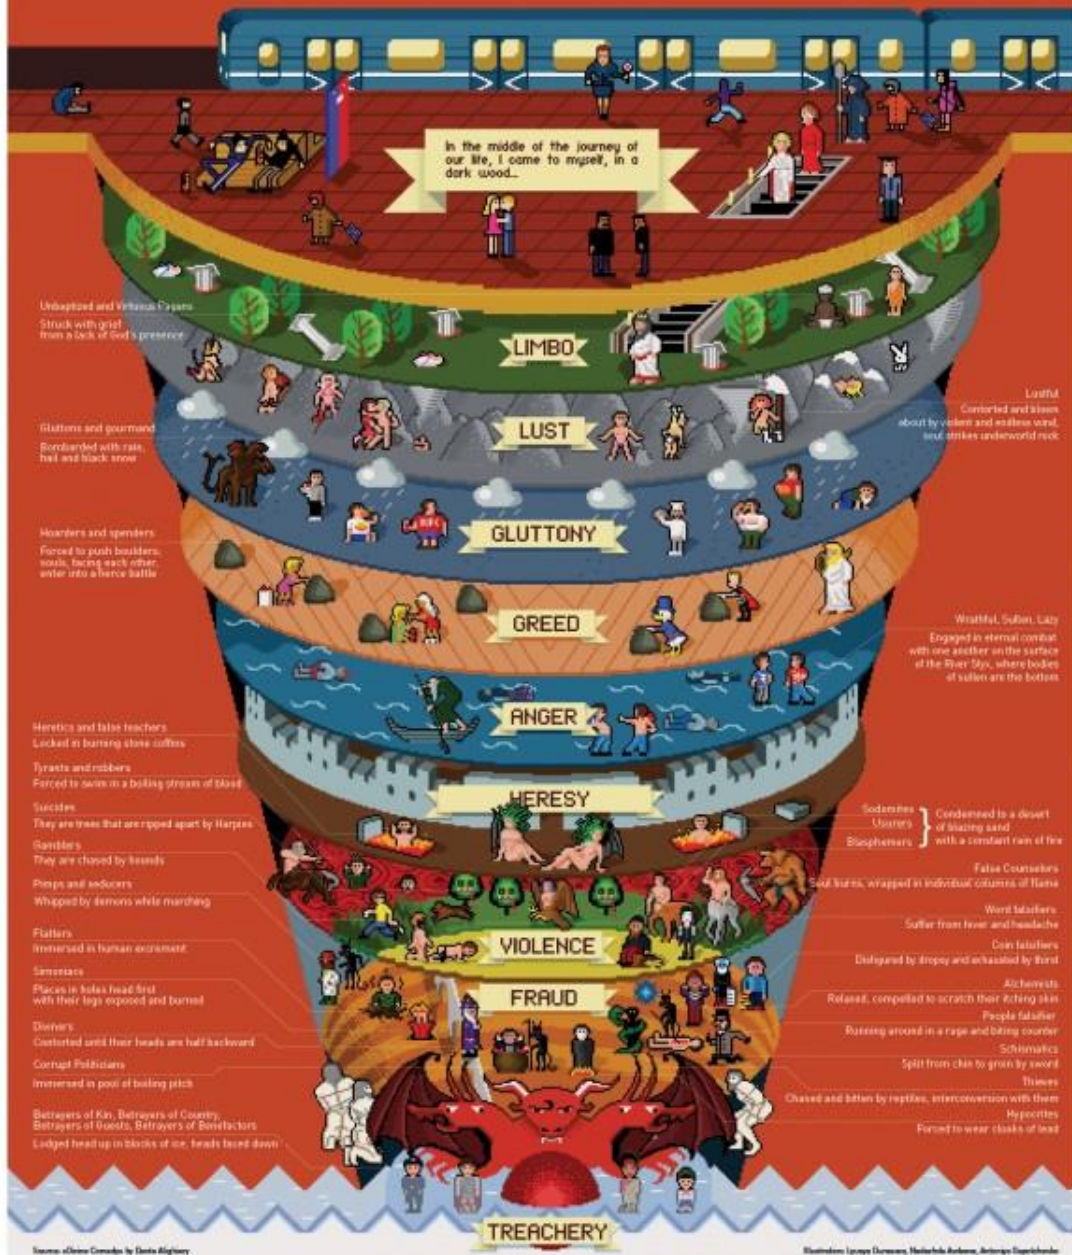 In the middle of the journey of
our life, I came to myself, in a
dark wood...
Unbaptized and Virtuous Pagans
Struck with grief
from a lack of God's presence
LIMBO
Lustful
Contorted and blown
about by violent and endless wind,
soul strikes underworld rock
LUST
Gluttons and gourmand
Bombarded with rain,
hail and black snow
GLUTTONY
Hoarders and spenders
Forced to push boulders,
souls, facing each other,
enter into a fierce battle
GREED
Wrathful, Sullen, Lazy
Engaged in eternal combat
with one another on the surface
of the River Styx, where bodies
of sullen are the bottom
ANGER
Heretics and false teachers
Locked in burning stone coffins
HERESY
Tyrants and robbers
Forced to swim in a boiling stream of blood
Suicides
They are trees that are ripped apart by Harpies
Gamblers
They are chased by hounds
Sodomites
Usurers
Blasphemers
Condemned to a desert
of blazing sand
with a constant rain of fire
VIOLENCE
Pimps and seducers
Whipped by demons while marching
Flatters
Immersed in human excrement
Simoniacs
Places in holes head first
with their legs exposed and burned
Diviners
Contorted until their heads are half backward
Corrupt Politicians
Immersed in pool of boiling pitch
FRAUD
False Counselors
Soul burns, wrapped in individual columns of flame
Word falsifiers
Suffer from fever and headache
Coin falsifiers
Disfigured by dropsy and exhausted by thirst
Alchemists
Relaxed, compelled to scratch their itching skin
People falsifier
Running around in a rage and biting counter
Schismatics
Split from chin to groin by sword
Thieves
Chased and bitten by reptiles, interconversion with them
Hypocrites
Forced to wear cloaks of lead
Betrayers of Kin, Betrayers of Country,
Betrayers of Guests, Betrayers of Benefactors
Lodged head up in blocks of ice, heads faced down
TREACHERY
Source: «Divine Comedy» by Dante